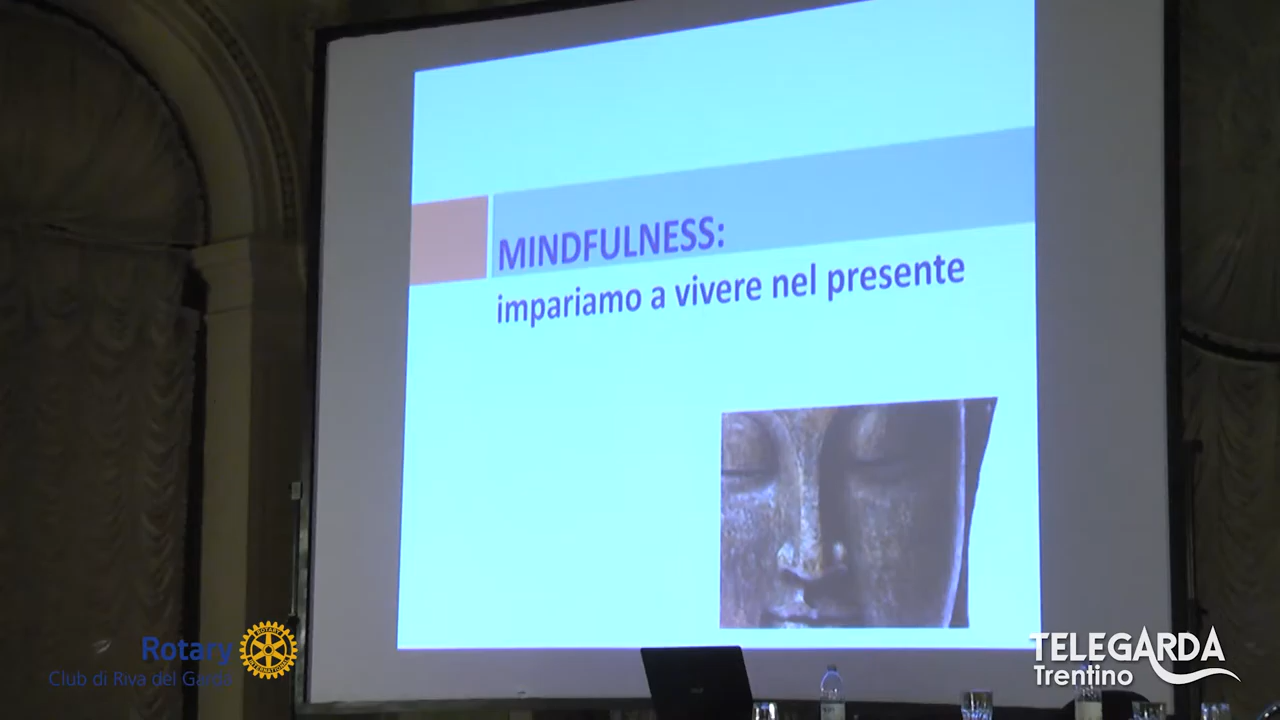 MINDFULNESS:
impariamo a vivere nel presente
Rotary
Club di Riva del Garda
TELEGARDA
Trentino